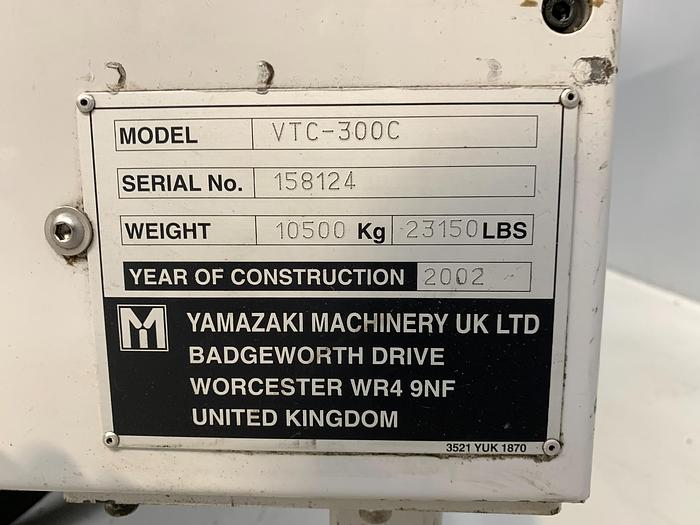 MODEL VTC-300C
SERIAL No. 158124
WEIGHT 10500 Kg 23150 LBS
YEAR OF CONSTRUCTION 2002
YAMAZAKI MACHINERY UK LTD
BADGEWORTH DRIVE
WORCESTER WR4 9NF
UNITED KINGDOM
3521 YUK 1870